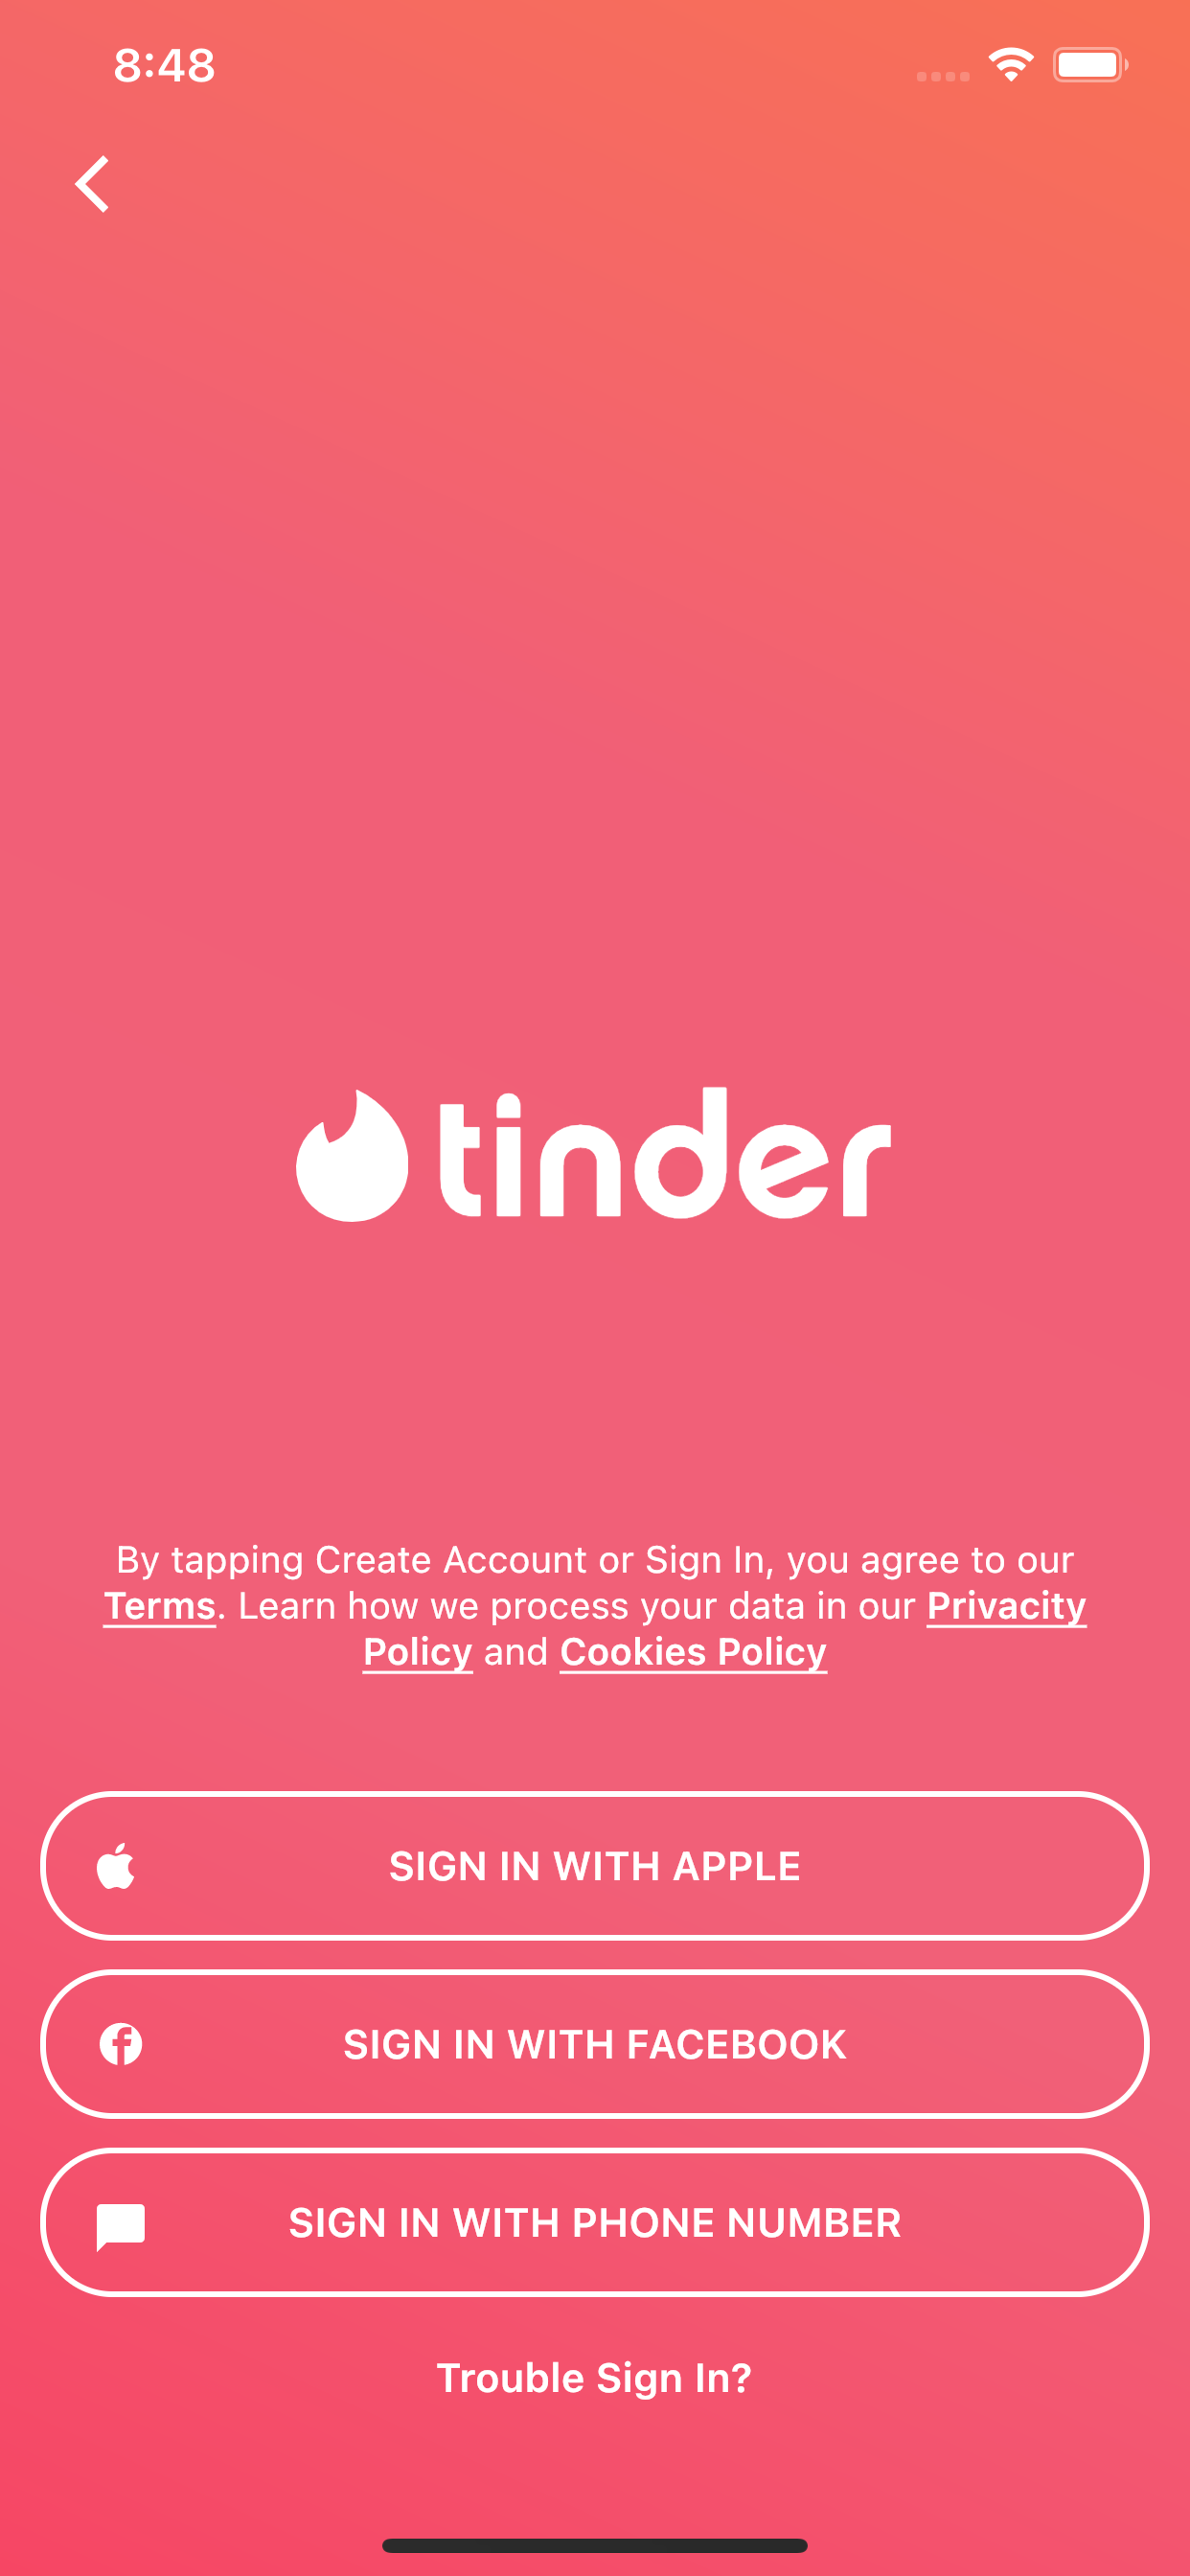 8:48
tinder
By tapping Create Account or Sign In, you agree to our
Terms. Learn how we process your data in our Privacity
Policy and Cookies Policy
SIGN IN WITH APPLE
SIGN IN WITH FACEBOOK
SIGN IN WITH PHONE NUMBER
Trouble Sign In?